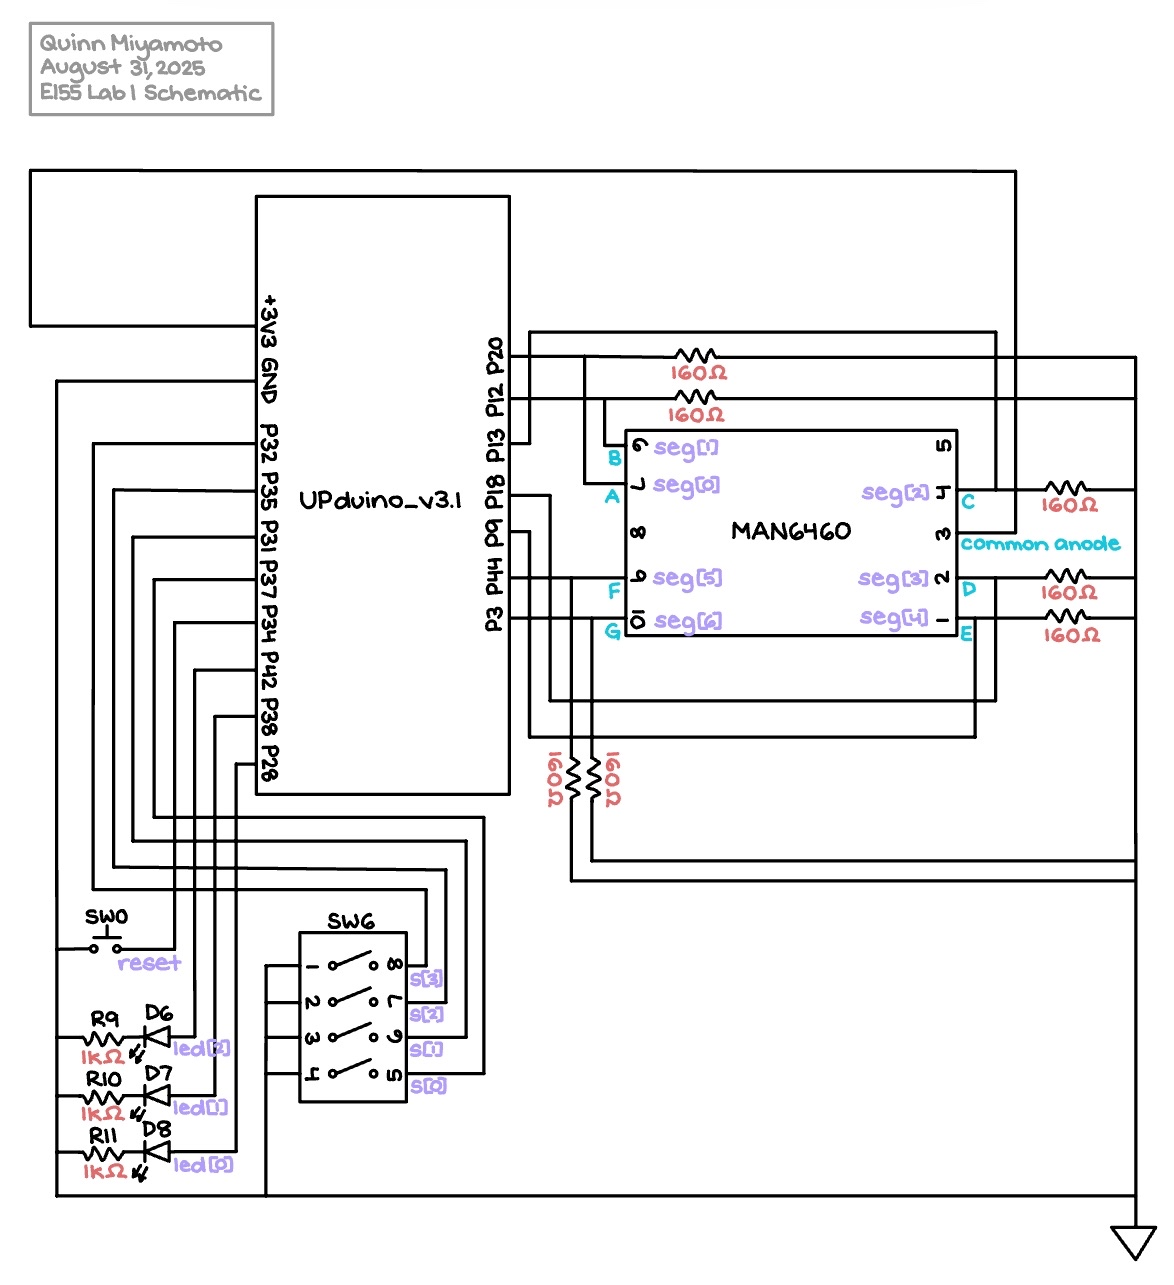 Quinn Miyamoto
August 31, 2025
E155 Lab 1 Schematic
+3V3
GND
P32
P35
P31
P37
P34
P42
P38
P28
UPduino_v3.1
P20
P12
P13
P18
P9
P44
P3
160Ω
160Ω
6
B
seg[1]
7
A
seg[0]
8
9
F
seg[5]
10
G
seg[6]
MAN6460
5
seg[2]
4
C
160Ω
3
common anode
seg[3]
2
D
160Ω
seg[4]
1
E
160Ω
160Ω
160Ω
SW0
reset
SW6
1
8
s[3]
2
7
s[2]
3
6
s[1]
4
5
s[0]
R9
D6
1kΩ
led[2]
R10
D7
1kΩ
led[1]
R11
D8
1kΩ
led[0]